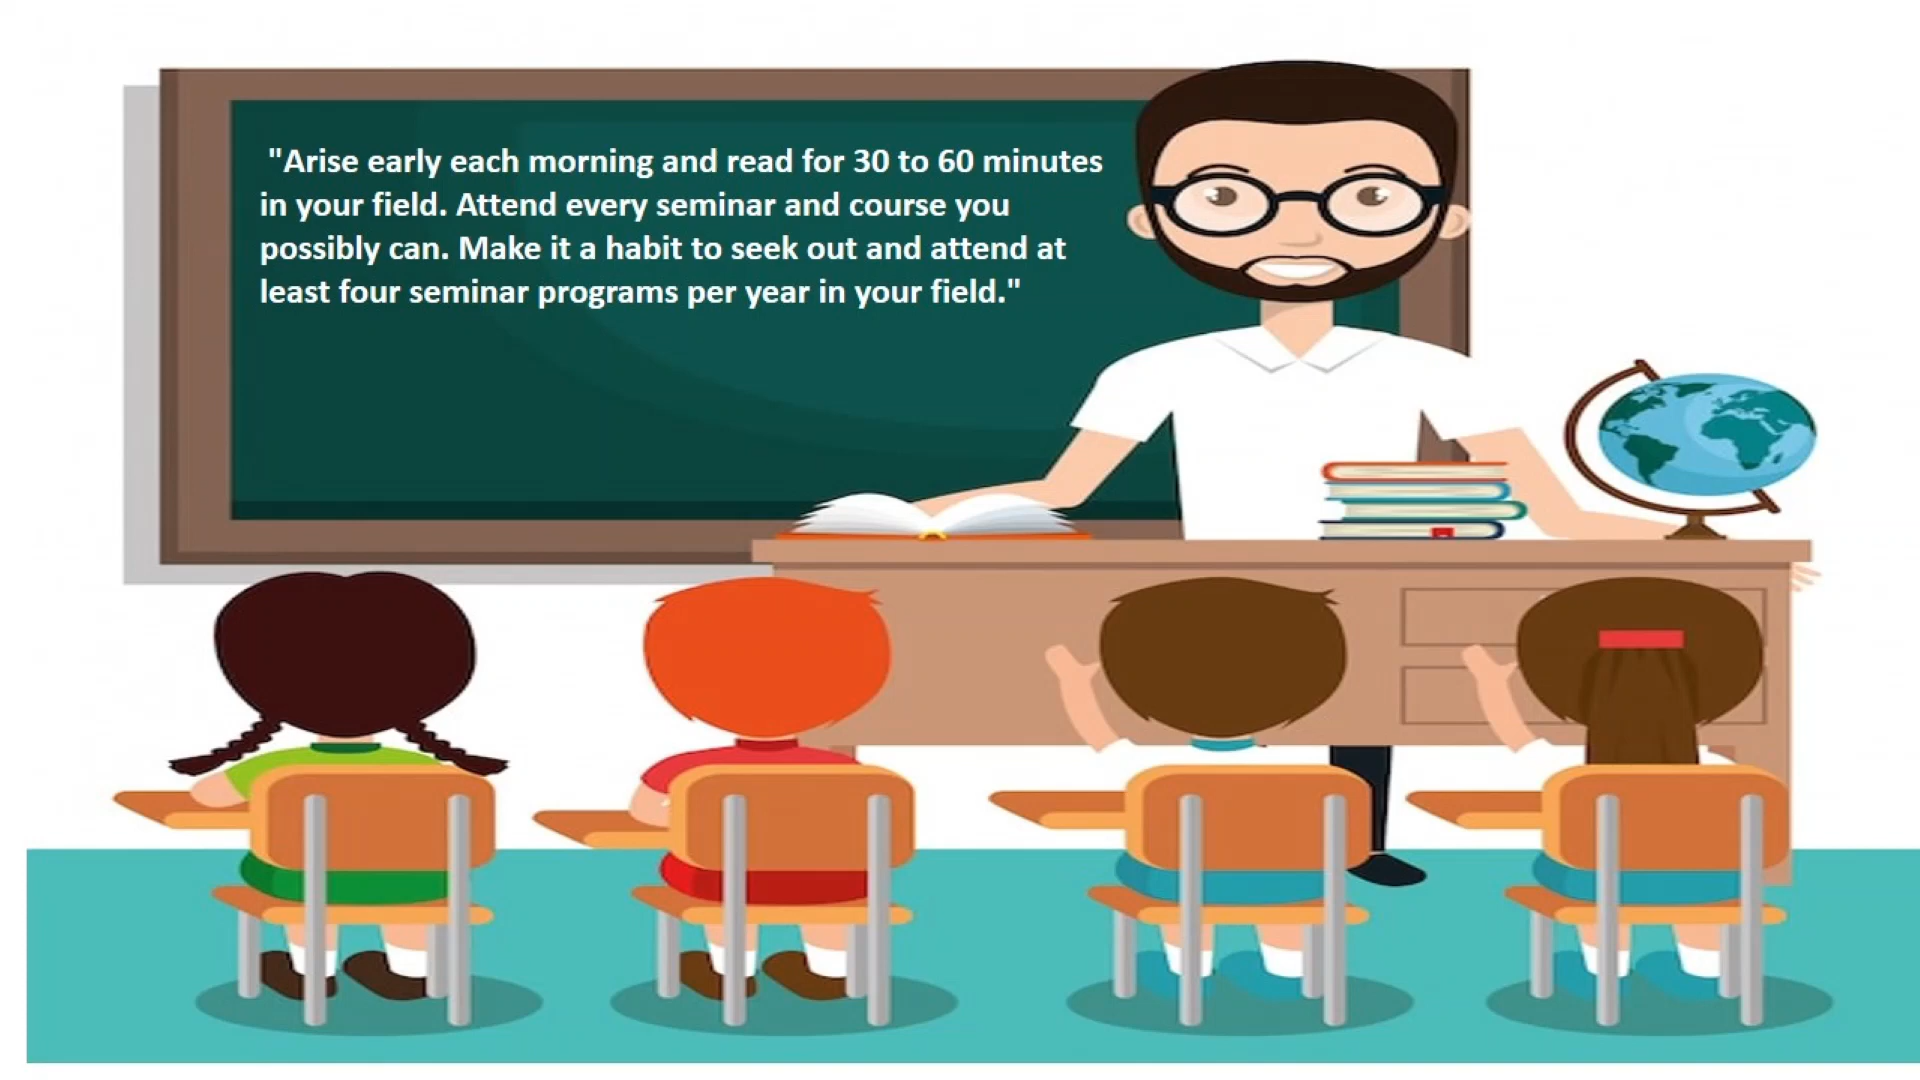 "Arise early each morning and read for 30 to 60 minutes
in your field. Attend every seminar and course you
possibly can. Make it a habit to seek out and attend at
least four seminar programs per year in your field."